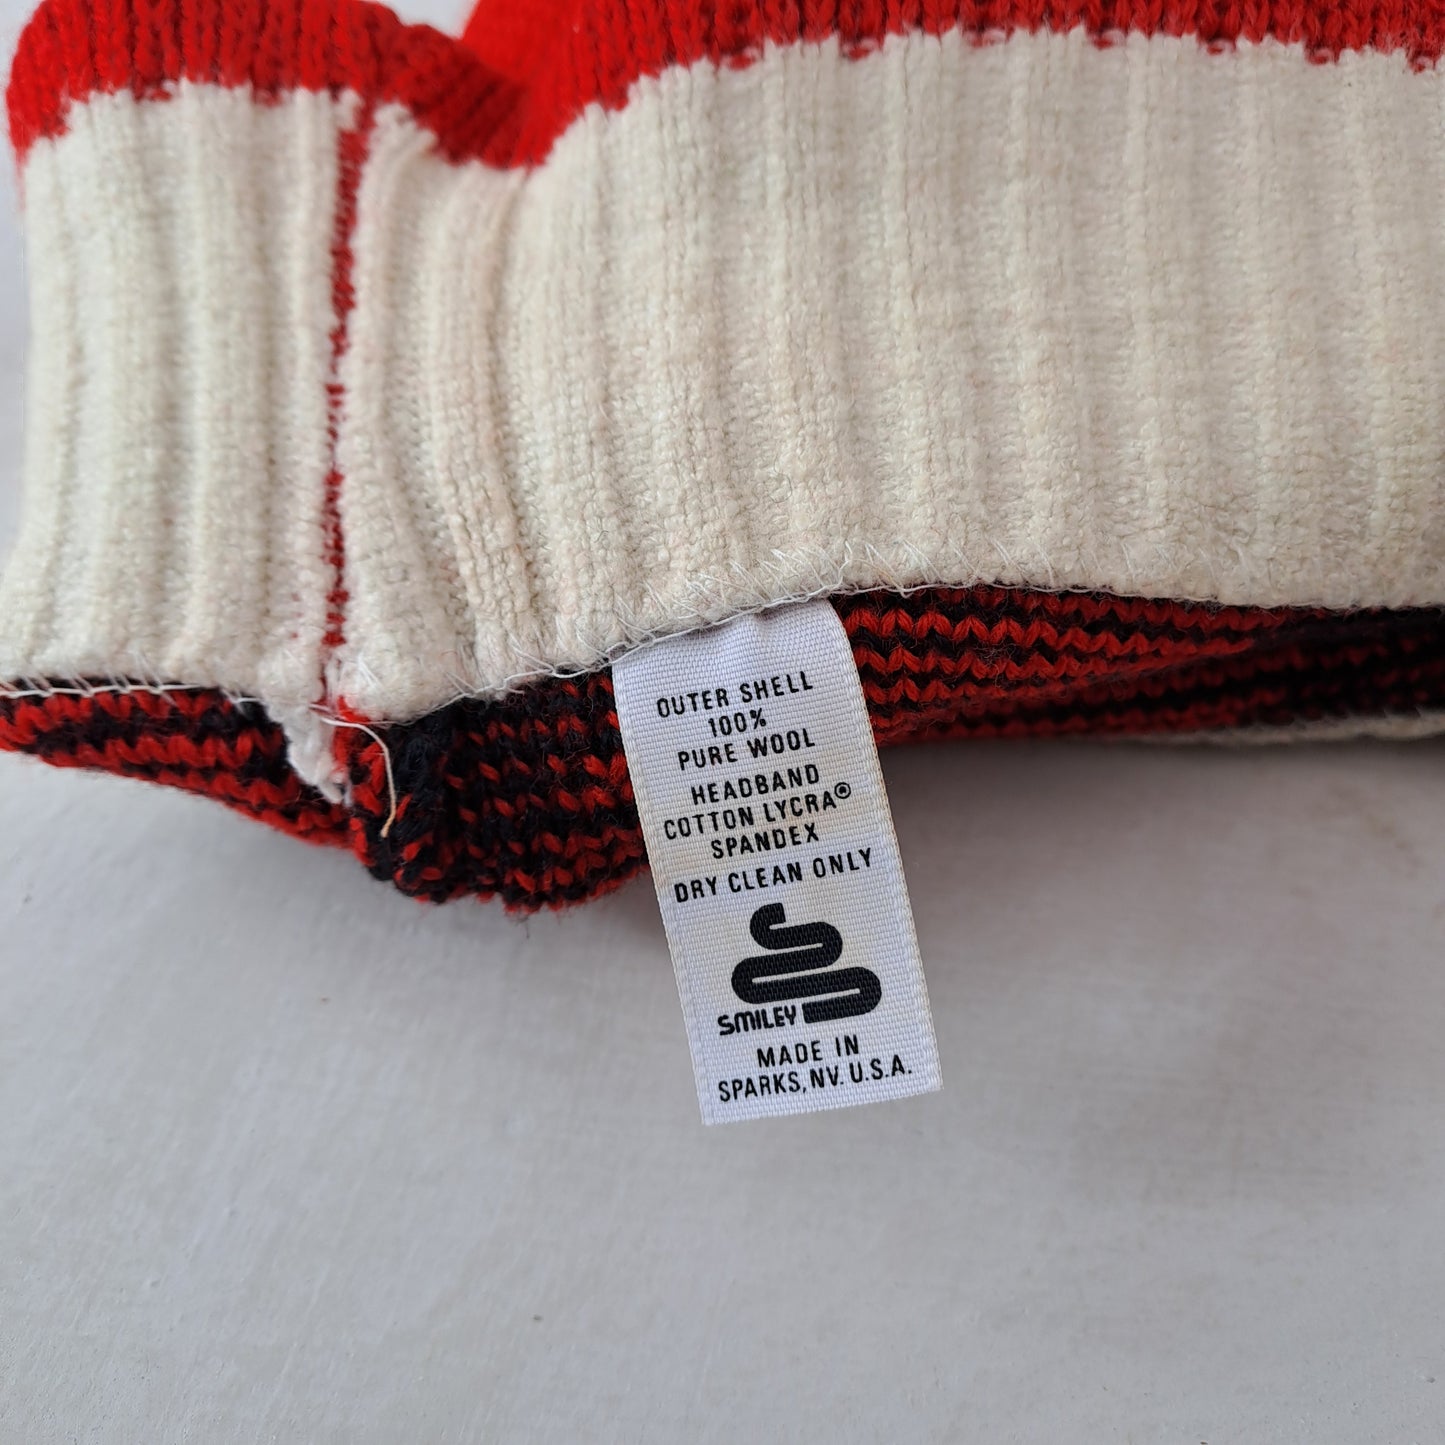 OUTER SHELL
100%
PURE WOOL
HEADBAND
COTTON LYCRA®
SPANDEX
DRY CLEAN ONLY
SMILEY
MADE IN
SPARKS, NV. U.S.A.